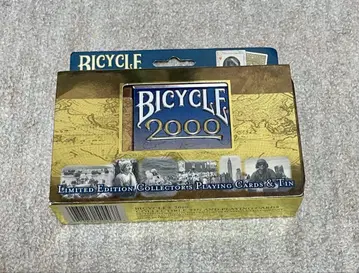 BICYCLE
BICYCLE
2000
LIMITED EDITION COLLECTOR'S PLAYING CARDS & TIN